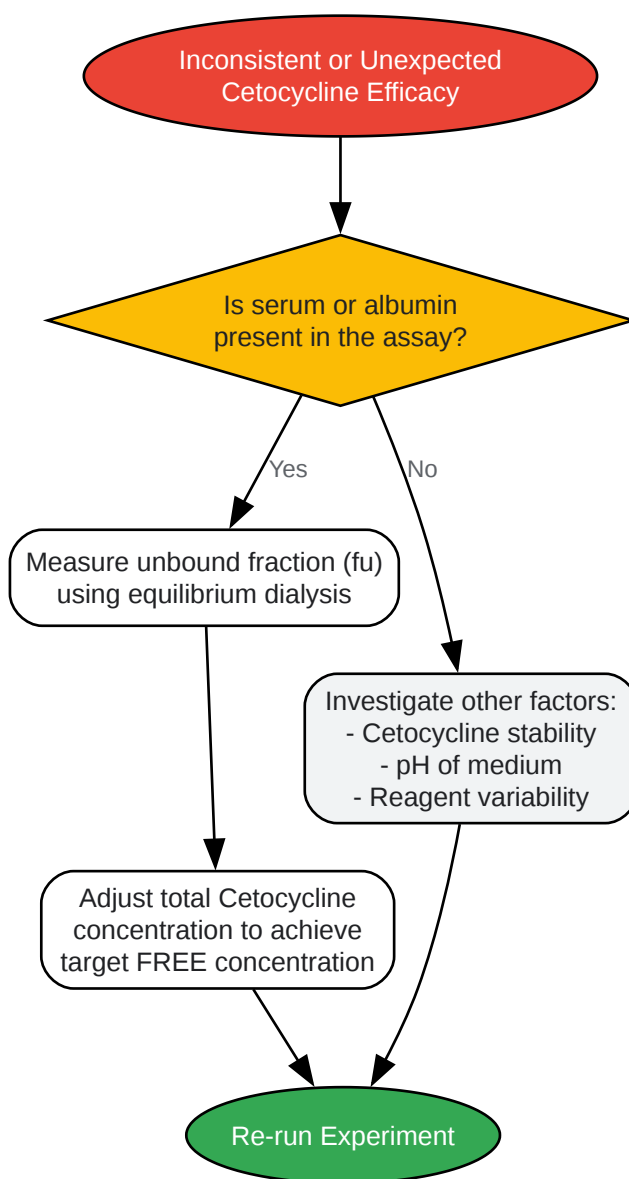 Inconsistent or Unexpected
Cetocycline Efficacy
Is serum or albumin
present in the assay?
Yes
No
Measure unbound fraction (fu)
using equilibrium dialysis
Investigate other factors:
- Cetocycline stability
- pH of medium
- Reagent variability
Adjust total Cetocycline
concentration to achieve
target FREE concentration
Re-run Experiment